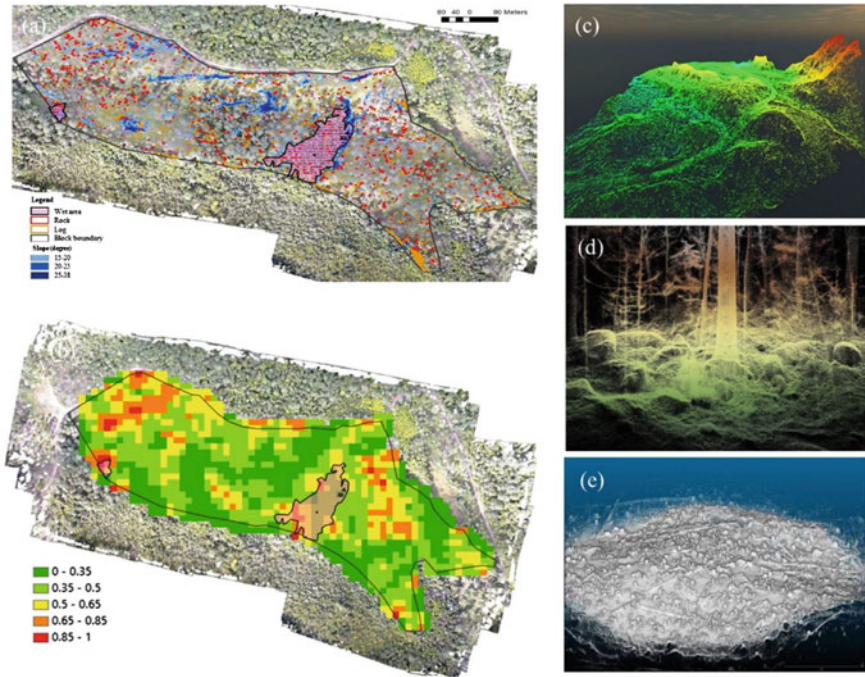 (a)
60 40 0 80 Meters
Legend
Wet area
Rock
Log
Block boundary
Slope (degree)
15-20
20-25
25-38
(b)
0 - 0.35
0.35 - 0.5
0.5 - 0.65
0.65 - 0.85
0.85 - 1
(c)
(d)
(e)